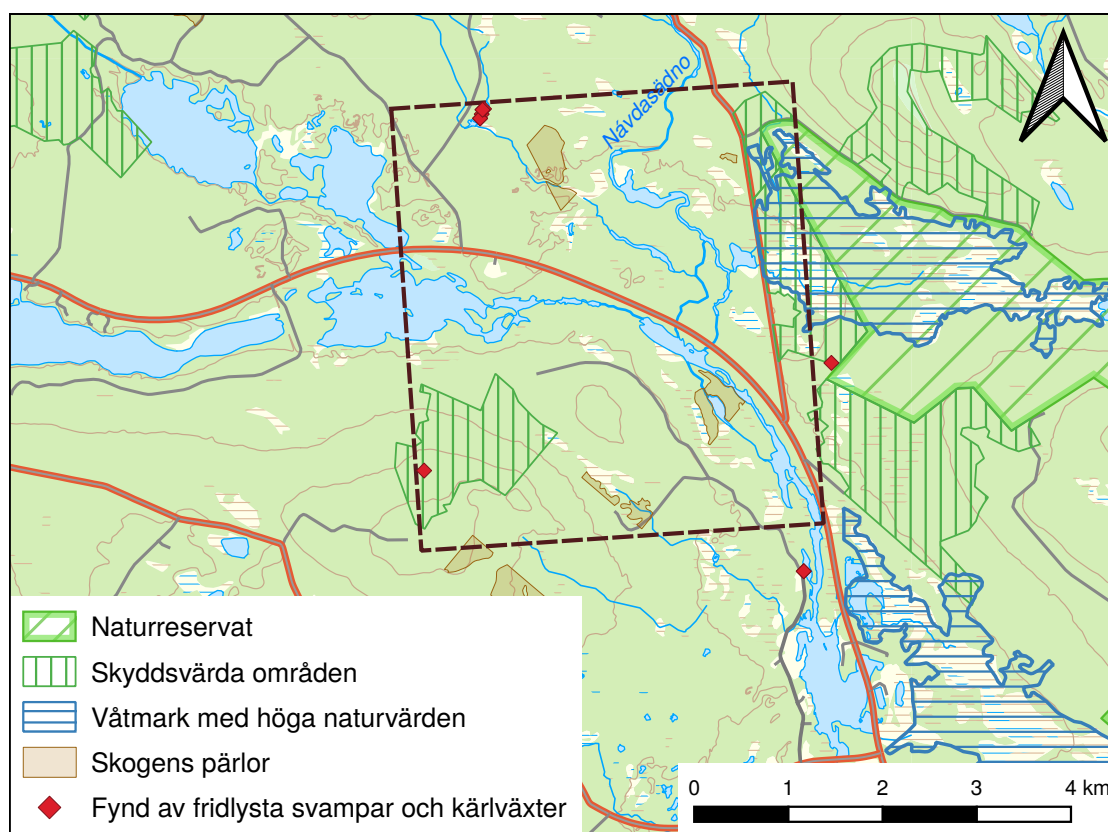 Návdasädno
Naturreservat
Skyddsvärda områden
Våtmark med höga naturvärden
Skogens pärlor
Fynd av fridlysta svampar och kärlväxter
0 1 2 3 4 km